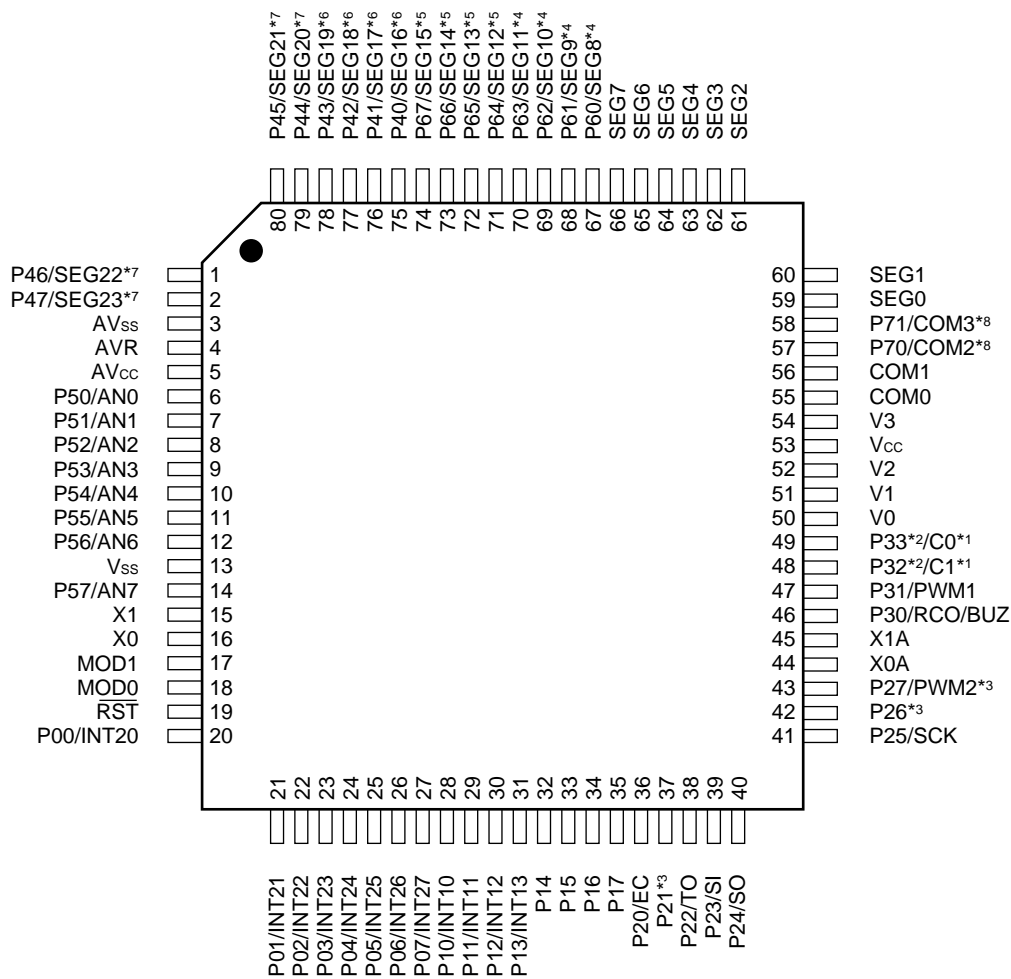 P45/SEG21*7
P44/SEG20*7
P43/SEG19*6
P42/SEG18*6
P41/SEG17*6
P40/SEG16*6
P67/SEG15*5
P66/SEG14*5
P65/SEG13*5
P64/SEG12*5
P63/SEG11*4
P62/SEG10*4
P61/SEG9*4
P60/SEG8*4
SEG7
SEG6
SEG5
SEG4
SEG3
SEG2
80
79
78
77
76
75
74
73
72
71
70
69
68
67
66
65
64
63
62
61
P46/SEG22*7 1
P47/SEG23*7 2
AVSS 3
AVR 4
AVCC 5
P50/AN0 6
P51/AN1 7
P52/AN2 8
P53/AN3 9
P54/AN4 10
P55/AN5 11
P56/AN6 12
VSS 13
P57/AN7 14
X1 15
X0 16
MOD1 17
MOD0 18
RST 19
P00/INT20 20
60 SEG1
59 SEG0
58 P71/COM3*8
57 P70/COM2*8
56 COM1
55 COM0
54 V3
53 VCC
52 V2
51 V1
50 V0
49 P33*2/C0*1
48 P32*2/C1*1
47 P31/PWM1
46 P30/RCO/BUZ
45 X1A
44 X0A
43 P27/PWM2*3
42 P26*3
41 P25/SCK
21
22
23
24
25
26
27
28
29
30
31
32
33
34
35
36
37
38
39
40
P01/INT21
P02/INT22
P03/INT23
P04/INT24
P05/INT25
P06/INT26
P07/INT27
P10/INT10
P11/INT11
P12/INT12
P13/INT13
P14
P15
P16
P17
P20/EC
P21*3
P22/TO
P23/SI
P24/SO